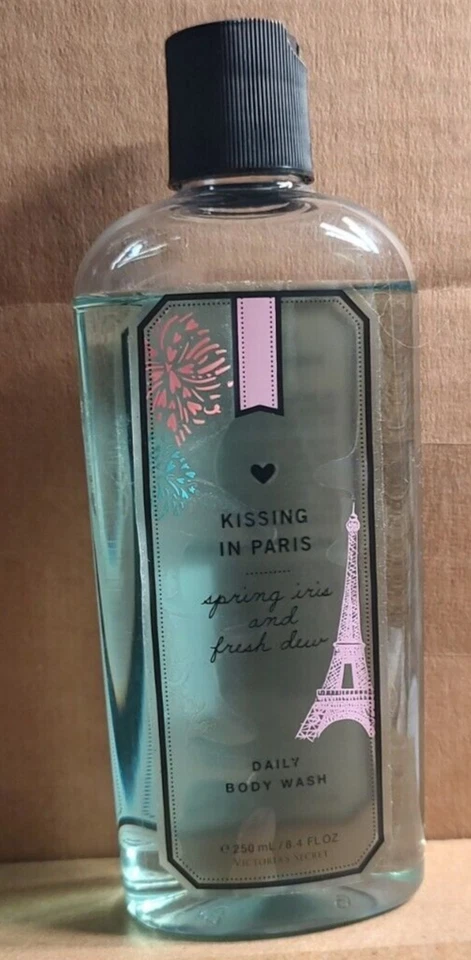 KISSING
IN PARIS
spring iris
and
fresh dew
DAILY
BODY WASH
℮ 250 mL / 8.4 FL OZ
VICTORIA'S SECRET